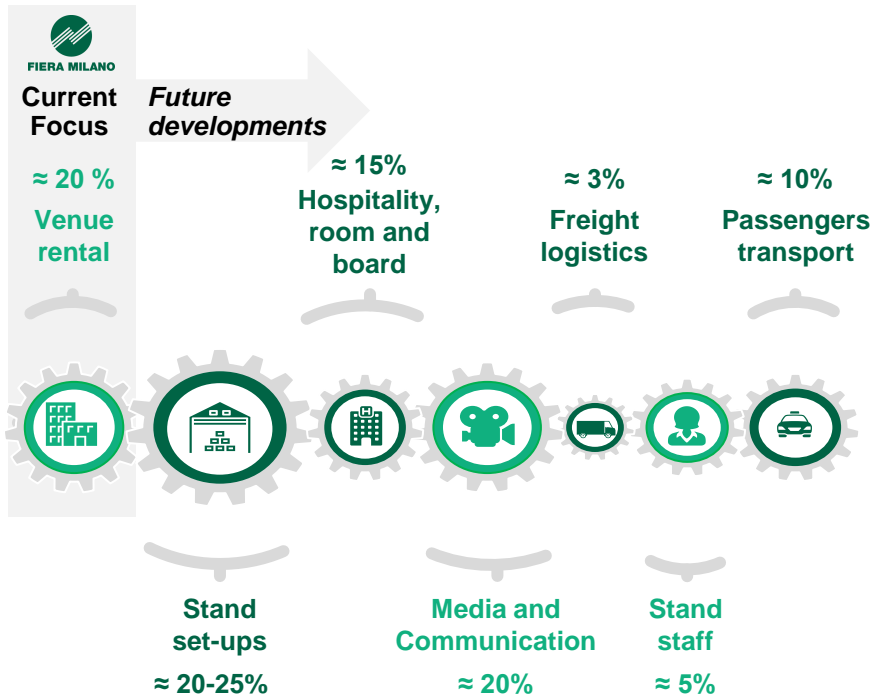 FIERA MILANO
Current
Focus
Future
developments
≈ 20 %
Venue
rental
≈ 15%
Hospitality,
room and
board
≈ 3%
Freight
logistics
≈ 10%
Passengers
transport
H
Stand
set-ups
≈ 20-25%
Media and
Communication
≈ 20%
Stand
staff
≈ 5%